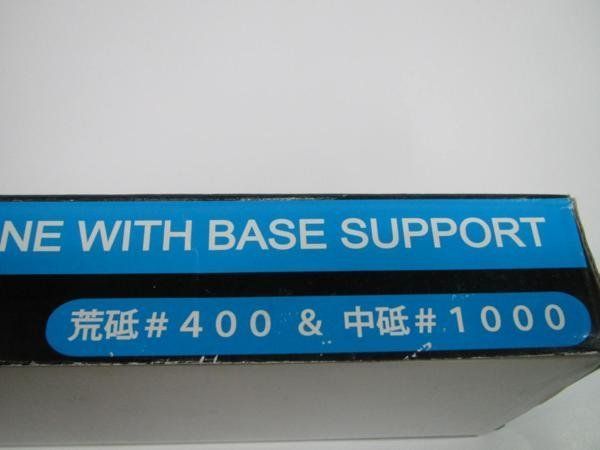 NE WITH BASE SUPPORT
荒砥#400 & 中砥#1000